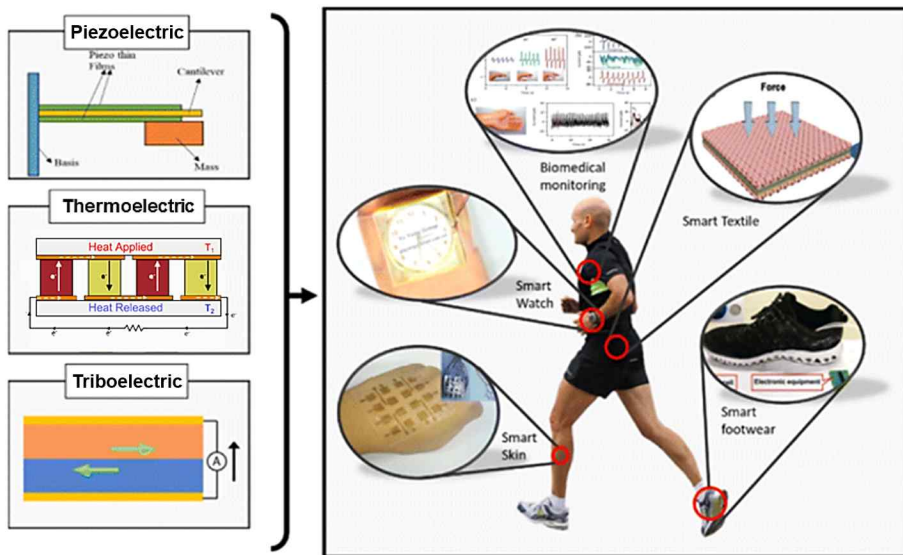 Piezoelectric
Piezo thin
Films
Cantilever
Basis
Mass
Thermoelectric
Heat Applied T₁
e⁻ e⁻
Heat Released T₂
e⁻ e⁻ e⁻ e⁻
Triboelectric
A
Biomedical
monitoring
Force
Smart Textile
Smart
Watch
Electronic equipment
Smart
footwear
Smart
Skin